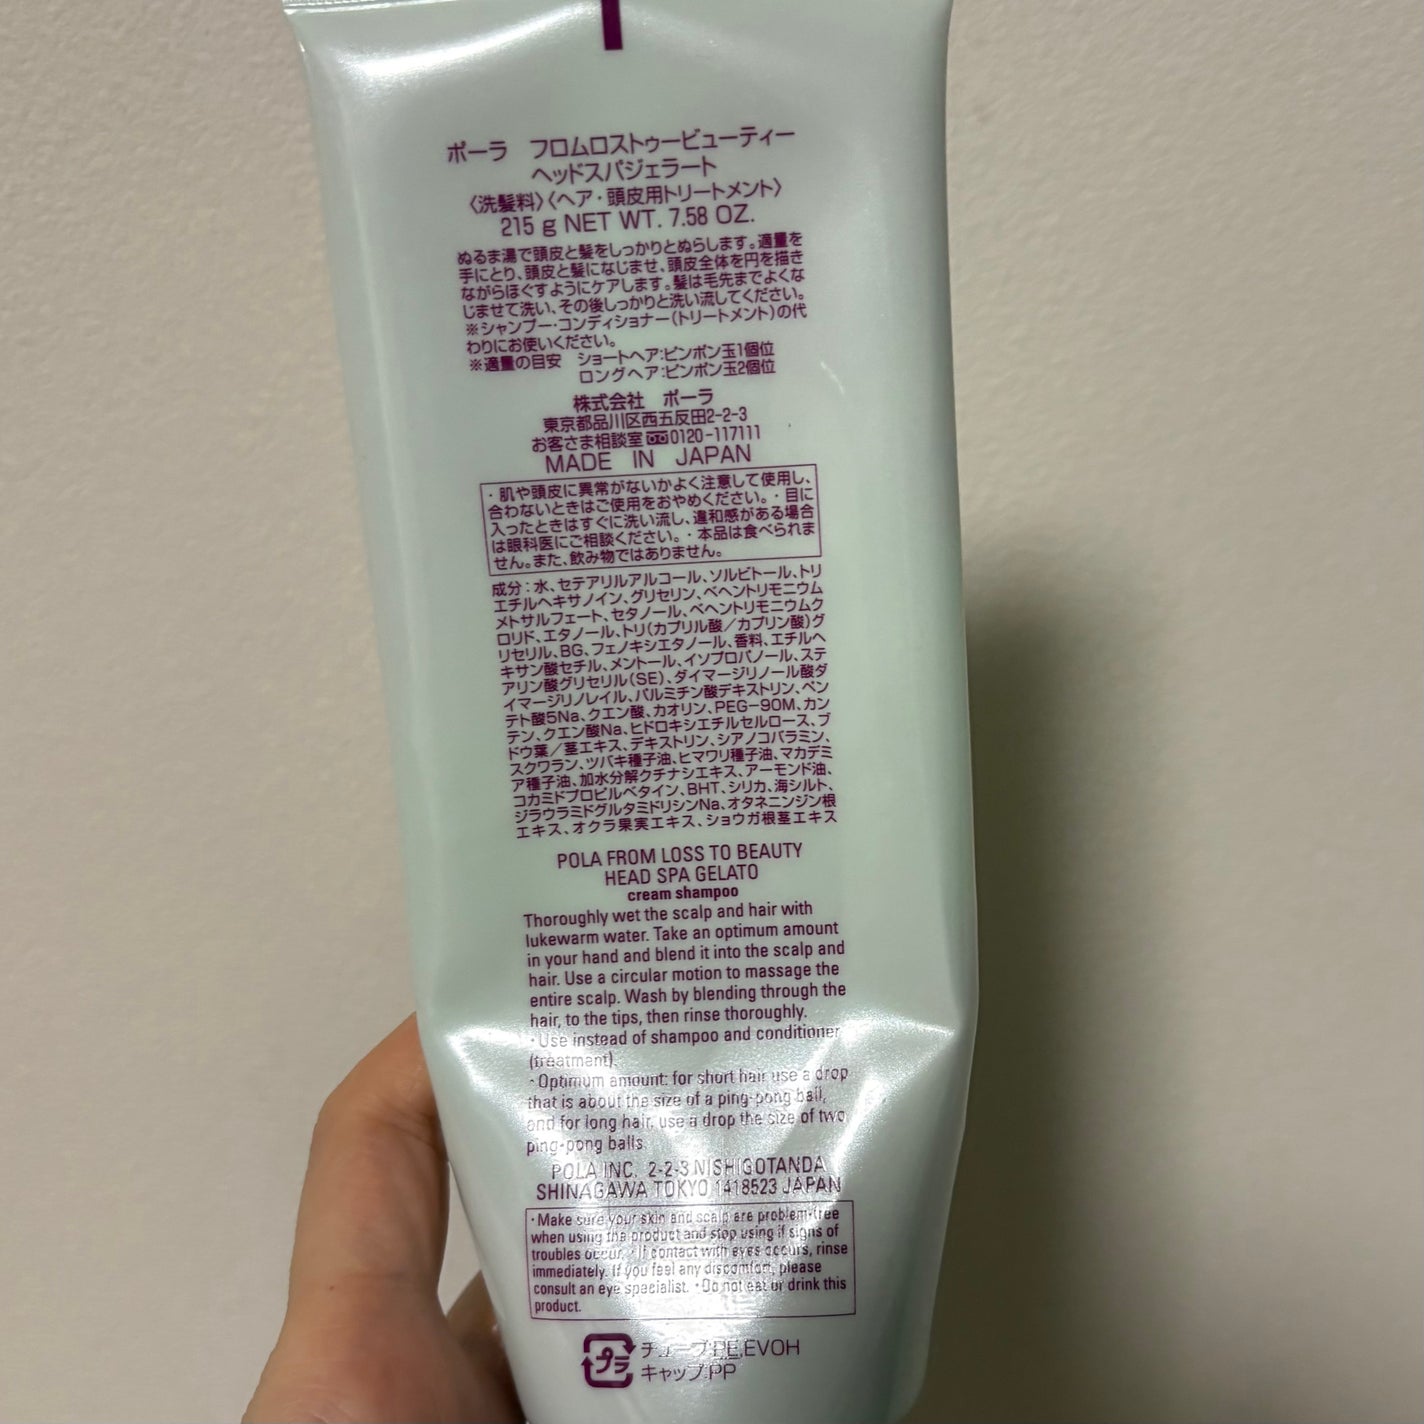 ポーラ　フロムロストゥービューティー
ヘッドスパジェラート
〈洗髪料〉〈ヘア・頭皮用トリートメント〉
215 g NET WT. 7.58 OZ.
ぬるま湯で頭皮と髪をしっかりとぬらします。適量を
手にとり、頭皮と髪になじませ、頭皮全体を円を描き
ながらほぐすようにケアします。髪は毛先までよくな
じませて洗い、その後しっかりと洗い流してください。
※シャンプー・コンディショナー(トリートメント)の代
わりにお使いください。
※適量の目安　ショートヘア:ピンポン玉1個位
ロングヘア:ピンポン玉2個位
株式会社　ポーラ
東京都品川区西五反田2-2-3
お客さま相談室 0120-117111
MADE IN JAPAN
・肌や頭皮に異常がないかよく注意して使用し、
合わないときはご使用をおやめください。・目に
入ったときはすぐに洗い流し、違和感がある場合
は眼科医にご相談ください。・本品は食べられま
せん。また、飲み物ではありません。
成分：水、セテアリルアルコール、ソルビトール、トリ
エチルヘキサノイン、グリセリン、ベヘントリモニウム
メトサルフェート、セタノール、ベヘントリモニウムク
ロリド、エタノール、トリ(カプリル酸／カプリン酸)グ
リセリル、BG、フェノキシエタノール、香料、エチルヘ
キサン酸セチル、メントール、イソプロパノール、ステ
アリン酸グリセリル(SE)、ダイマージリノール酸ダ
イマージリノレイル、パルミチン酸デキストリン、ペン
テト酸5Na、クエン酸、カオリン、PEG-90M、カン
テン、クエン酸Na、ヒドロキシエチルセルロース、ブ
ドウ葉／茎エキス、デキストリン、シアノコバラミン、
スクワラン、ツバキ種子油、ヒマワリ種子油、マカデミ
ア種子油、加水分解クチナシエキス、アーモンド油、
コカミドプロピルベタイン、BHT、シリカ、海シルト、
ジラウラミドグルタミドリシンNa、オタネニンジン根
エキス、オクラ果実エキス、ショウガ根茎エキス
POLA FROM LOSS TO BEAUTY
HEAD SPA GELATO
cream shampoo
Thoroughly wet the scalp and hair with
lukewarm water. Take an optimum amount
in your hand and blend it into the scalp and
hair. Use a circular motion to massage the
entire scalp. Wash by blending through the
hair, to the tips, then rinse thoroughly.
・Use instead of shampoo and conditioner
(treatment).
・Optimum amount: for short hair use a drop
that is about the size of a ping-pong ball,
and for long hair, use a drop the size of two
ping-pong balls.
POLA INC. 2-2-3 NISHIGOTANDA
SHINAGAWA TOKYO 1418523 JAPAN
・Make sure your skin and scalp are problem-free
when using the product and stop using if signs of
troubles occur. ・If contact with eyes occurs, rinse
immediately. If you feel any discomfort, please
consult an eye specialist. ・Do not eat or drink this
product.
プラ
チューブ:PE,EVOH
キャップ:PP